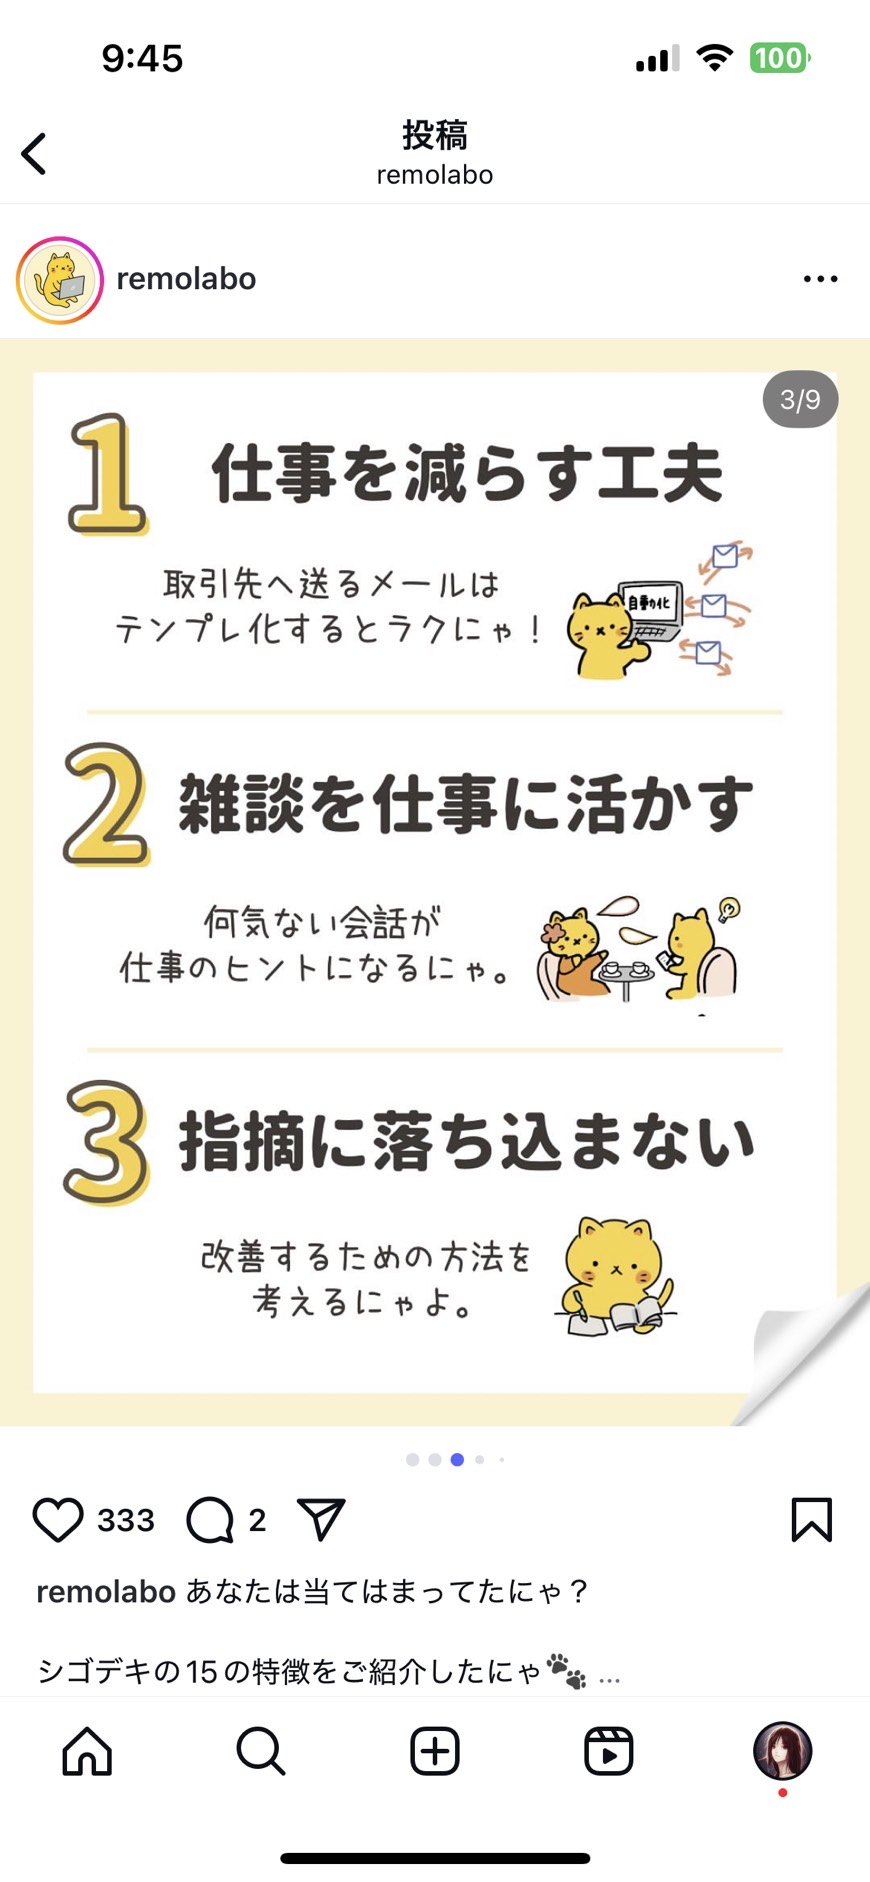 9:45
100
投稿
remolabo
remolabo
3/9
1 仕事を減らす工夫
取引先へ送るメールは
テンプレ化するとラクにゃ！
自動化
2 雑談を仕事に活かす
何気ない会話が
仕事のヒントになるにゃ。
3 指摘に落ち込まない
改善するための方法を
考えるにゃよ。
333 2
remolabo あなたは当てはまってたにゃ？
シゴデキの15の特徴をご紹介したにゃ🐾 ...